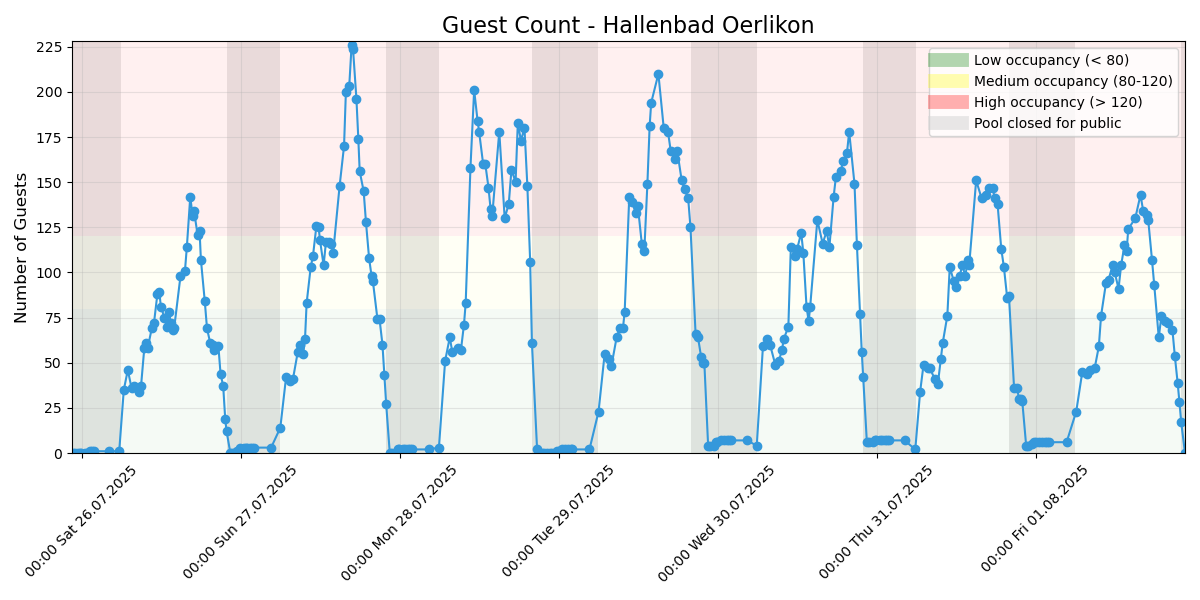 Guest Count - Hallenbad Oerlikon
Number of Guests
225
200
175
150
125
100
75
50
25
0
Low occupancy (< 80)
Medium occupancy (80-120)
High occupancy (> 120)
Pool closed for public
00:00 Sat 26.07.2025
00:00 Sun 27.07.2025
00:00 Mon 28.07.2025
00:00 Tue 29.07.2025
00:00 Wed 30.07.2025
00:00 Thu 31.07.2025
00:00 Fri 01.08.2025